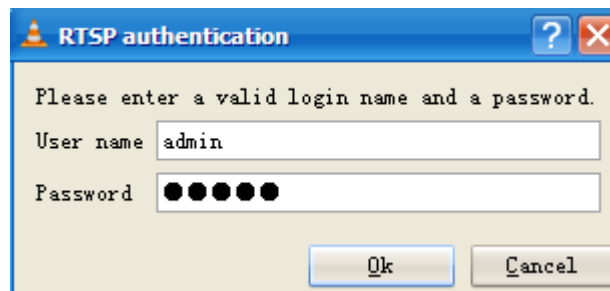 RTSP authentication
Please enter a valid login name and a password.
User name admin
Password ●●●●●
Ok Cancel